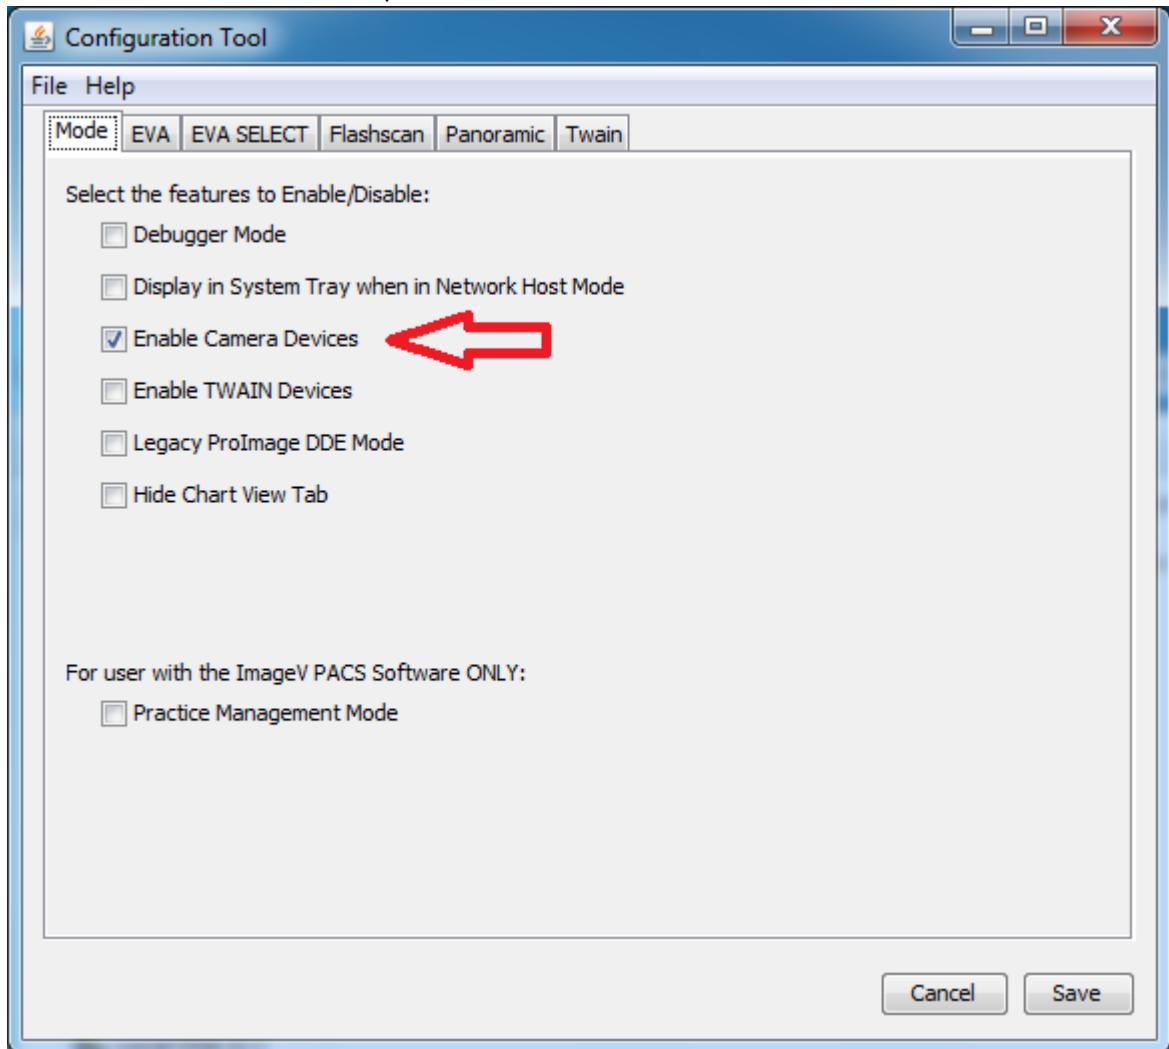 Configuration Tool
File Help
Mode EVA EVA SELECT Flashscan Panoramic Twain
Select the features to Enable/Disable:
Debugger Mode
Display in System Tray when in Network Host Mode
Enable Camera Devices
Enable TWAIN Devices
Legacy ProImage DDE Mode
Hide Chart View Tab
For user with the ImageV PACS Software ONLY:
Practice Management Mode
Cancel Save